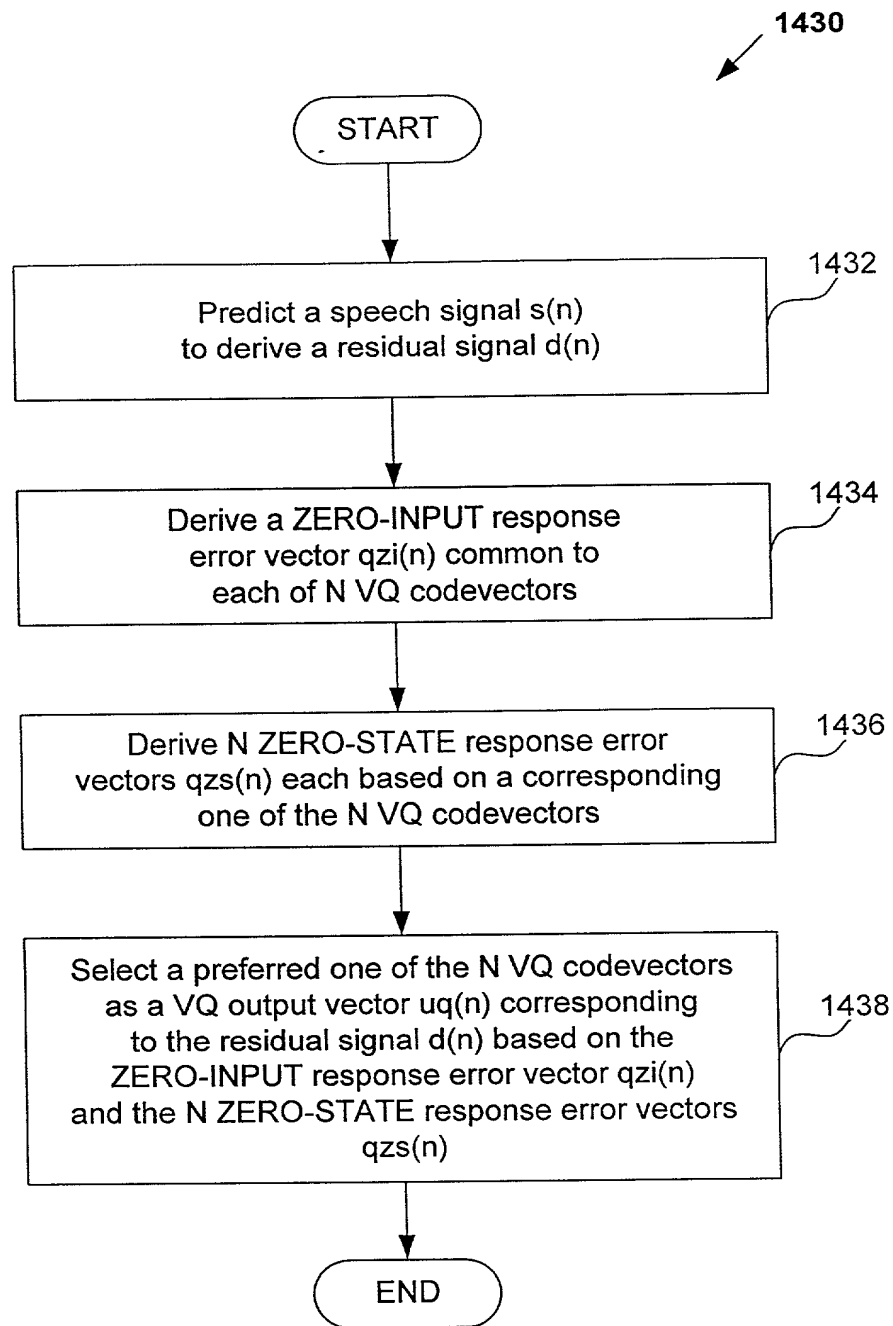 1430
START
1432
Predict a speech signal s(n)
to derive a residual signal d(n)
1434
Derive a ZERO-INPUT response
error vector qzi(n) common to
each of N VQ codevectors
1436
Derive N ZERO-STATE response error
vectors qzs(n) each based on a corresponding
one of the N VQ codevectors
1438
Select a preferred one of the N VQ codevectors
as a VQ output vector uq(n) corresponding
to the residual signal d(n) based on the
ZERO-INPUT response error vector qzi(n)
and the N ZERO-STATE response error vectors
qzs(n)
END